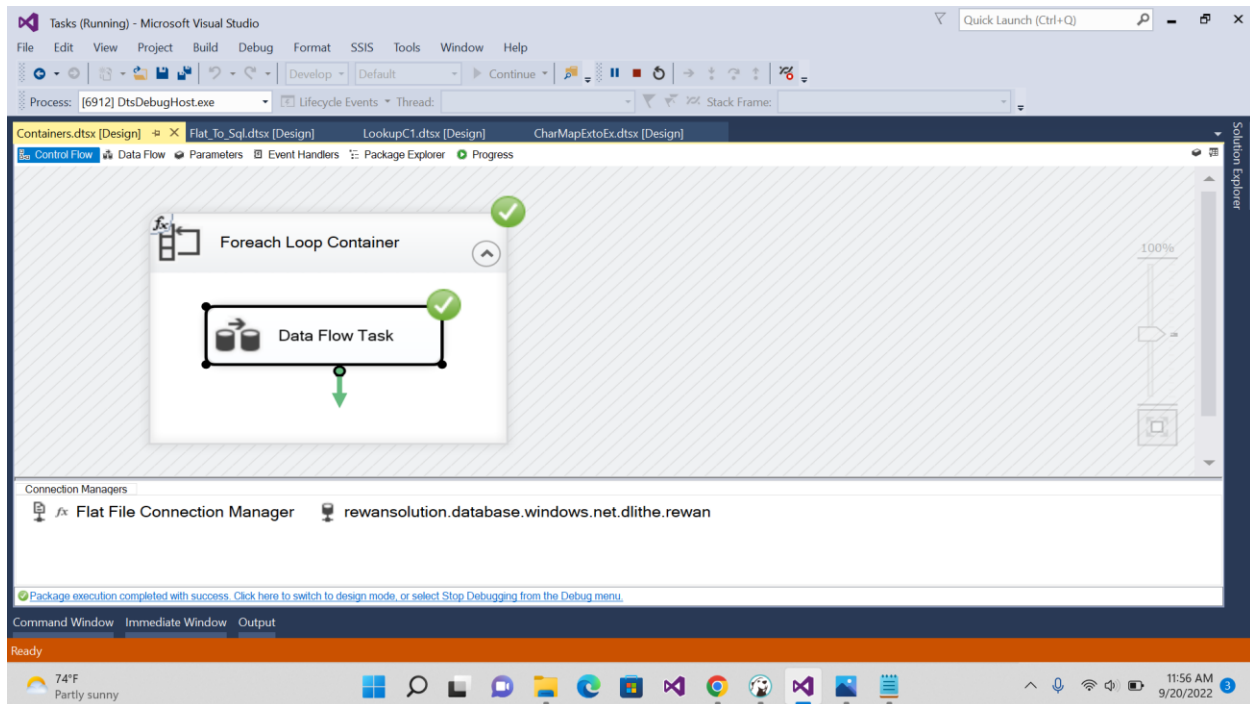 Tasks (Running) - Microsoft Visual Studio
Quick Launch (Ctrl+Q)
File Edit View Project Build Debug Format SSIS Tools Window Help
Develop Default Continue
Process: [6912] DtsDebugHost.exe Lifecycle Events Thread: Stack Frame:
Containers.dtsx [Design] Flat_To_Sql.dtsx [Design] LookupC1.dtsx [Design] CharMapExtoEx.dtsx [Design]
Solution Explorer
Control Flow Data Flow Parameters Event Handlers Package Explorer Progress
fx
Foreach Loop Container
100%
Data Flow Task
Connection Managers
fx Flat File Connection Manager rewansolution.database.windows.net.dlithe.rewan
Package execution completed with success. Click here to switch to design mode, or select Stop Debugging from the Debug menu.
Command Window Immediate Window Output
Ready
74°F
Partly sunny
11:56 AM
9/20/2022
3